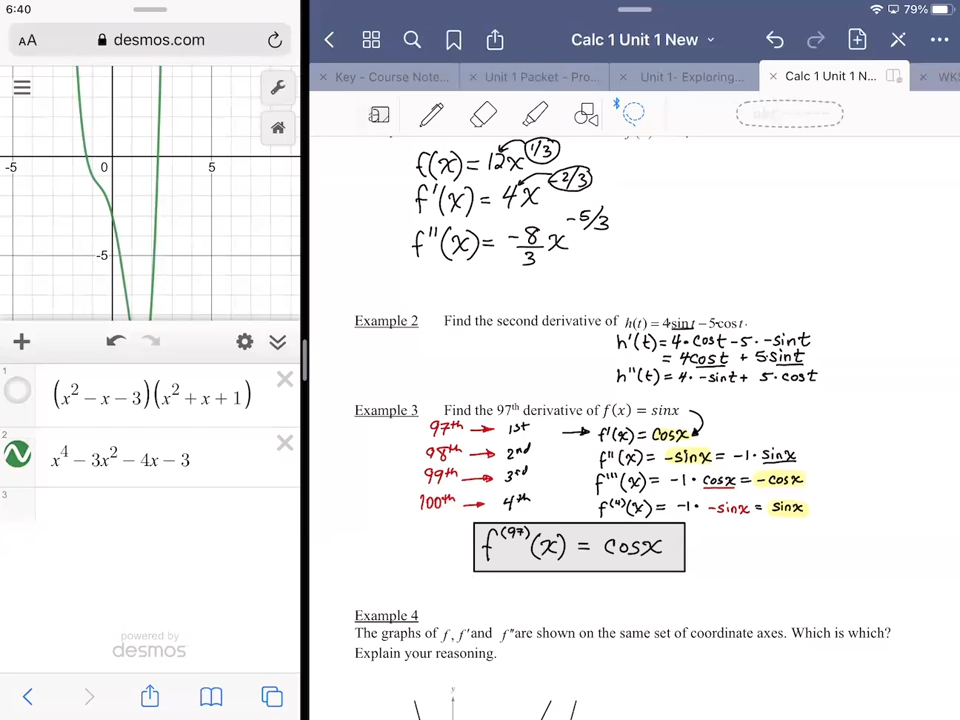 6:40
79%
AA desmos.com
Calc 1 Unit 1 New
Key - Course Note...
Unit 1 Packet - Pro...
Unit 1- Exploring...
Calc 1 Unit 1 N...
WKS
-5 0 5
-5
1
(x² − x − 3)(x² + x + 1)
2
x⁴ − 3x² − 4x − 3
3
powered by
desmos
f(x) = 12x^(1/3)
f'(x) = 4x^(-2/3)
f''(x) = -8/3 x^(-5/3)
Example 2 Find the second derivative of h(t) = 4sin t − 5cos t.
h'(t) = 4·cost − 5·-sint
= 4cost + 5·sint
h''(t) = 4·-sint + 5·cost
Example 3 Find the 97th derivative of f(x) = sinx
97th → 1st → f'(x) = cosx
98th → 2nd f''(x) = -sinx = -1·sinx
99th → 3rd f'''(x) = -1·cosx = -cosx
100th → 4th f^(4)(x) = -1·-sinx = sinx
f^(97)(x) = cosx
Example 4
The graphs of f, f' and f" are shown on the same set of coordinate axes. Which is which?
Explain your reasoning.
y